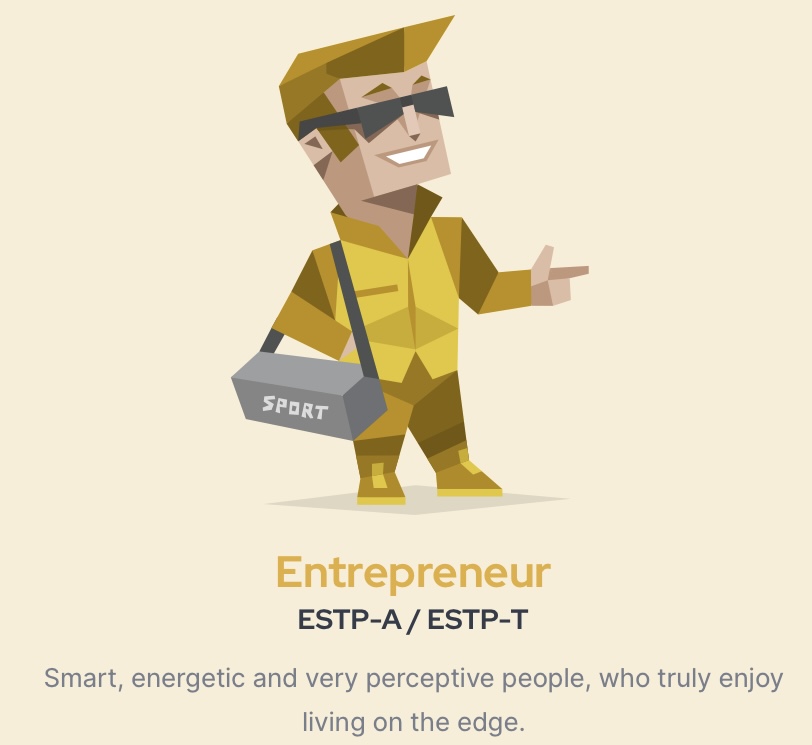 SPORT
Entrepreneur
ESTP-A / ESTP-T
Smart, energetic and very perceptive people, who truly enjoy
living on the edge.